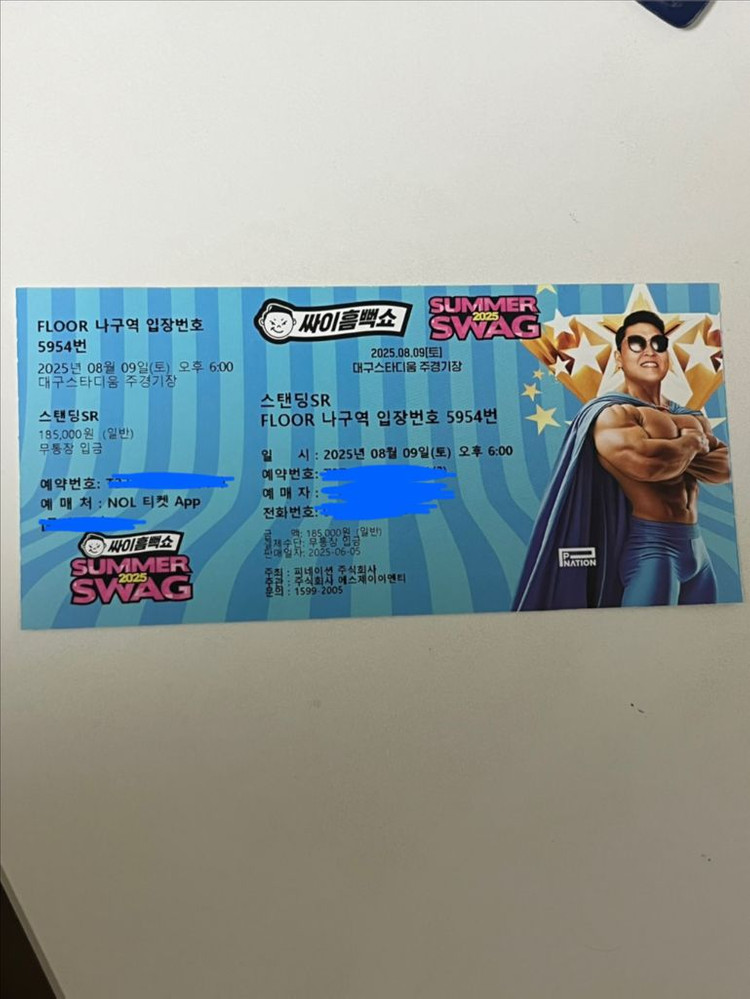 FLOOR 나구역 입장번호
5954번
2025년 08월 09일(토) 오후 6:00
대구스타디움 주경기장
스탠딩SR
185,000원 (일반)
무통장 입금
예약번호:
예 매 처 : NOL 티켓 App
싸이흠뻑쇼
SUMMER
2025
SWAG
싸이흠뻑쇼
SUMMER
2025
SWAG
2025.08.09[토]
대구스타디움 주경기장
스탠딩SR
FLOOR 나구역 입장번호 5954번
일 시 : 2025년 08월 09일(토) 오후 6:00
예약번호:
예 매 자 :
전화번호:
금 액: 185,000원 (일반)
결제수단: 무통장 입금
판매일자: 2025-06-05
주최 : 피네이션 주식회사
주관 : 주식회사 에스제이이엔티
문의 : 1599-2005
P NATION